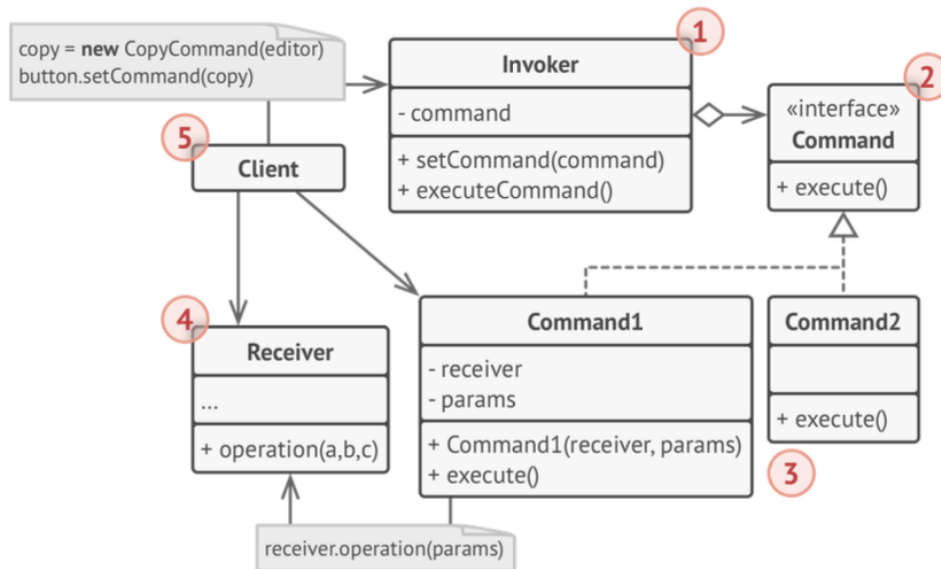 copy = new CopyCommand(editor)
button.setCommand(copy)
1
Invoker
- command
+ setCommand(command)
+ executeCommand()
2
«interface»
Command
+ execute()
5
Client
4
Receiver
...
+ operation(a,b,c)
Command1
- receiver
- params
+ Command1(receiver, params)
+ execute()
Command2
+ execute()
3
receiver.operation(params)